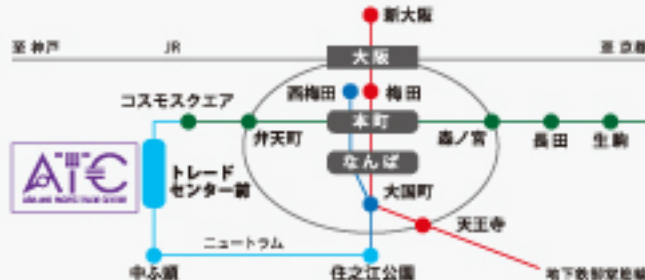 新大阪
至 神戸
JR
大阪
至 京都
西梅田
梅田
コスモスクエア
本町
弁天町
森ノ宮
長田
生駒
なんば
ATC
トレード
センター前
大国町
天王寺
ニュートラム
中ふ頭
住之江公園
地下鉄御堂筋線